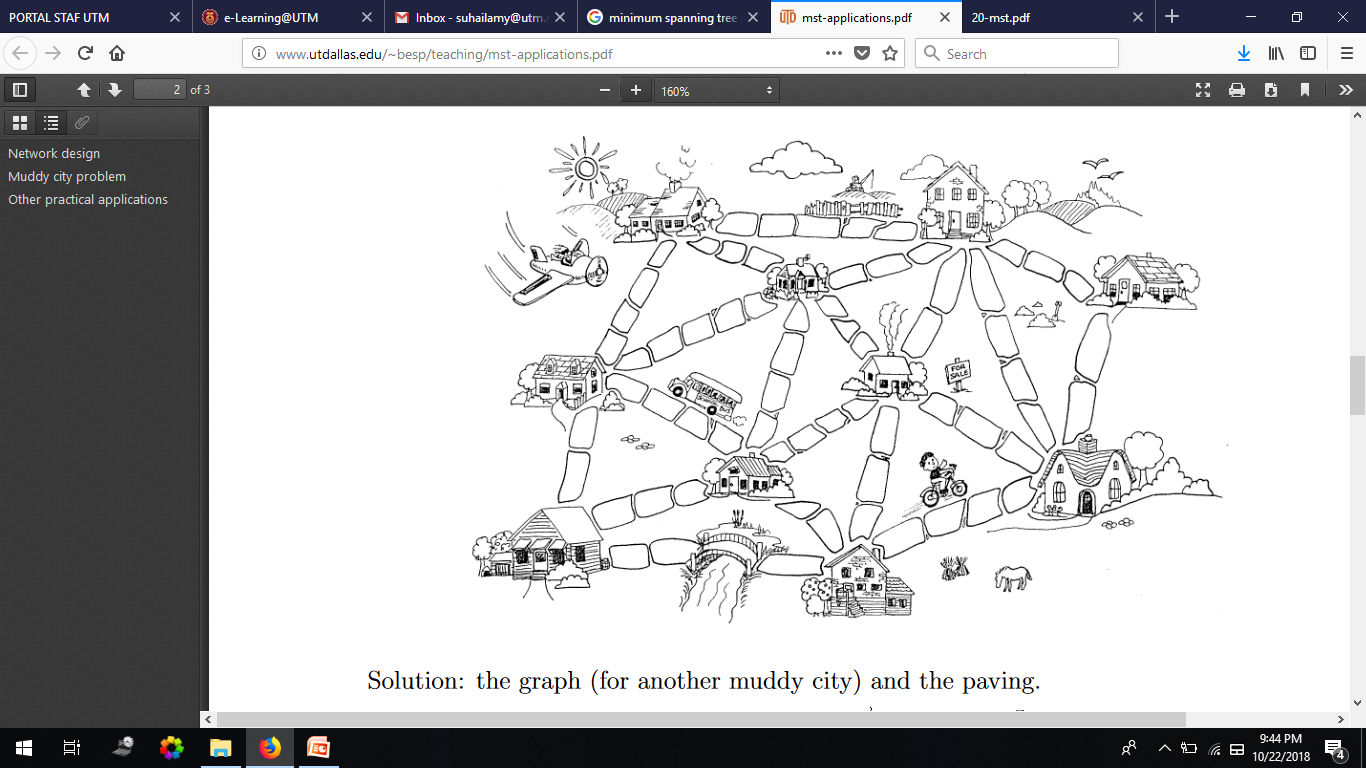 PORTAL STAF UTM
e-Learning@UTM
Inbox - suhailamy@utm.
minimum spanning tree
mst-applications.pdf
20-mst.pdf
www.utdallas.edu/~besp/teaching/mst-applications.pdf
Search
2 of 3
160%
Network design
Muddy city problem
Other practical applications
FOR
SALE
Solution: the graph (for another muddy city) and the paving.
9:44 PM
10/22/2018
4